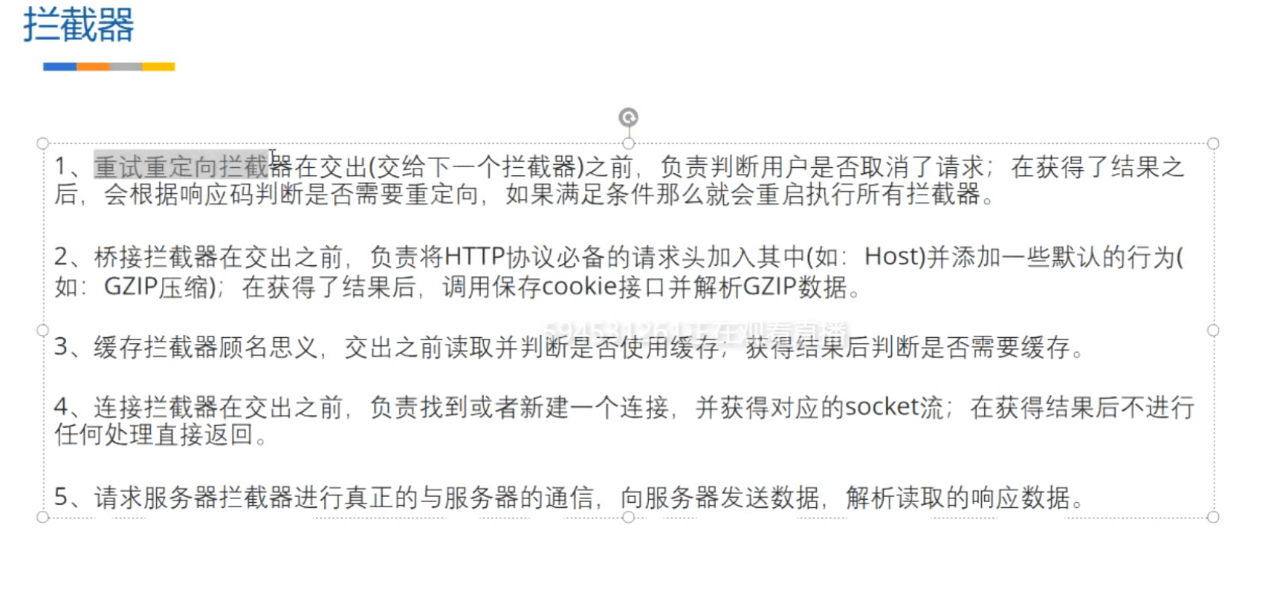 拦截器
1、重试重定向拦截器在交出(交给下一个拦截器)之前，负责判断用户是否取消了请求；在获得了结果之
后，会根据响应码判断是否需要重定向，如果满足条件那么就会重启执行所有拦截器。
2、桥接拦截器在交出之前，负责将HTTP协议必备的请求头加入其中(如：Host)并添加一些默认的行为(
如：GZIP压缩)；在获得了结果后，调用保存cookie接口并解析GZIP数据。
正在观看直播
3、缓存拦截器顾名思义，交出之前读取并判断是否使用缓存；获得结果后判断是否需要缓存。
4、连接拦截器在交出之前，负责找到或者新建一个连接，并获得对应的socket流；在获得结果后不进行
任何处理直接返回。
5、请求服务器拦截器进行真正的与服务器的通信，向服务器发送数据，解析读取的响应数据。